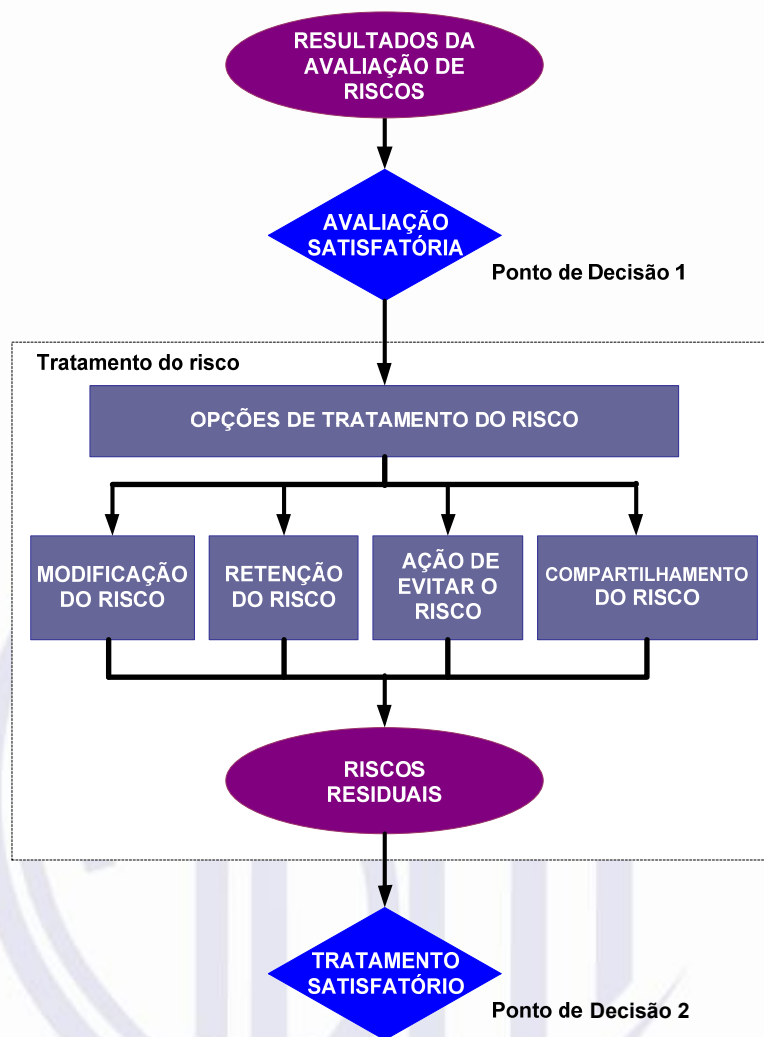 RESULTADOS DA
AVALIAÇÃO DE
RISCOS
AVALIAÇÃO
SATISFATÓRIA
Ponto de Decisão 1
Tratamento do risco
OPÇÕES DE TRATAMENTO DO RISCO
MODIFICAÇÃO
DO RISCO
RETENÇÃO
DO RISCO
AÇÃO DE
EVITAR O
RISCO
COMPARTILHAMENTO
DO RISCO
RISCOS
RESIDUAIS
TRATAMENTO
SATISFATÓRIO
Ponto de Decisão 2